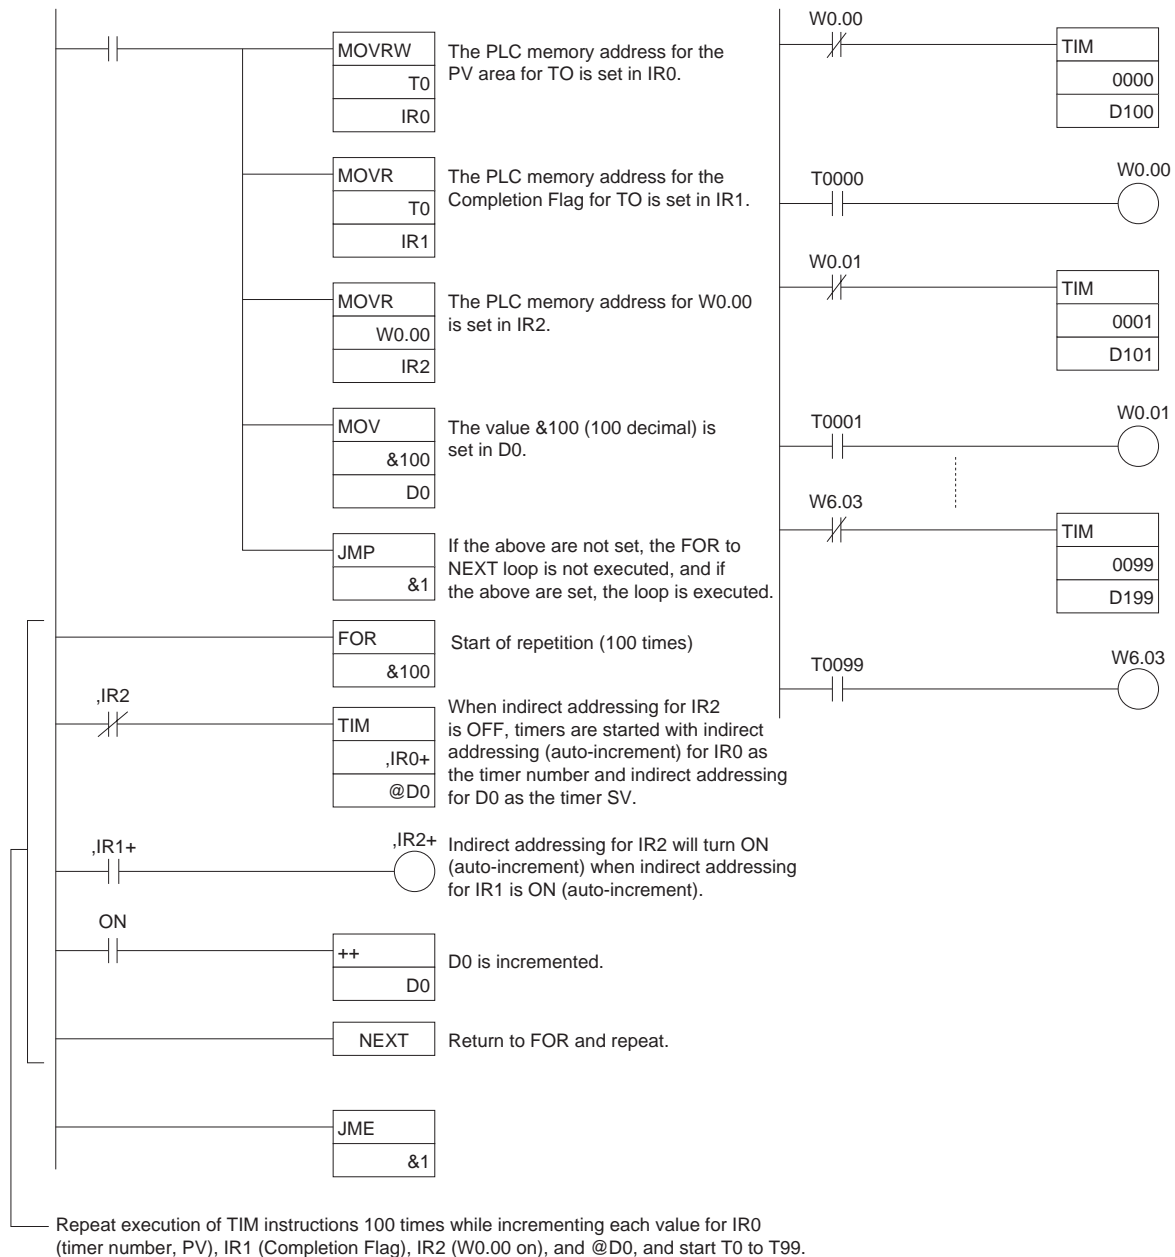 MOVRW
T0
IR0
The PLC memory address for the
PV area for TO is set in IR0.
MOVR
T0
IR1
The PLC memory address for the
Completion Flag for TO is set in IR1.
MOVR
W0.00
IR2
The PLC memory address for W0.00
is set in IR2.
MOV
&100
D0
The value &100 (100 decimal) is
set in D0.
JMP
&1
If the above are not set, the FOR to
NEXT loop is not executed, and if
the above are set, the loop is executed.
FOR
&100
Start of repetition (100 times)
,IR2
TIM
,IR0+
@D0
When indirect addressing for IR2
is OFF, timers are started with indirect
addressing (auto-increment) for IR0 as
the timer number and indirect addressing
for D0 as the timer SV.
,IR1+
,IR2+
Indirect addressing for IR2 will turn ON
(auto-increment) when indirect addressing
for IR1 is ON (auto-increment).
ON
++
D0
D0 is incremented.
NEXT
Return to FOR and repeat.
JME
&1
Repeat execution of TIM instructions 100 times while incrementing each value for IR0
(timer number, PV), IR1 (Completion Flag), IR2 (W0.00 on), and @D0, and start T0 to T99.
W0.00
TIM
0000
D100
T0000
W0.00
W0.01
TIM
0001
D101
T0001
W0.01
W6.03
TIM
0099
D199
T0099
W6.03